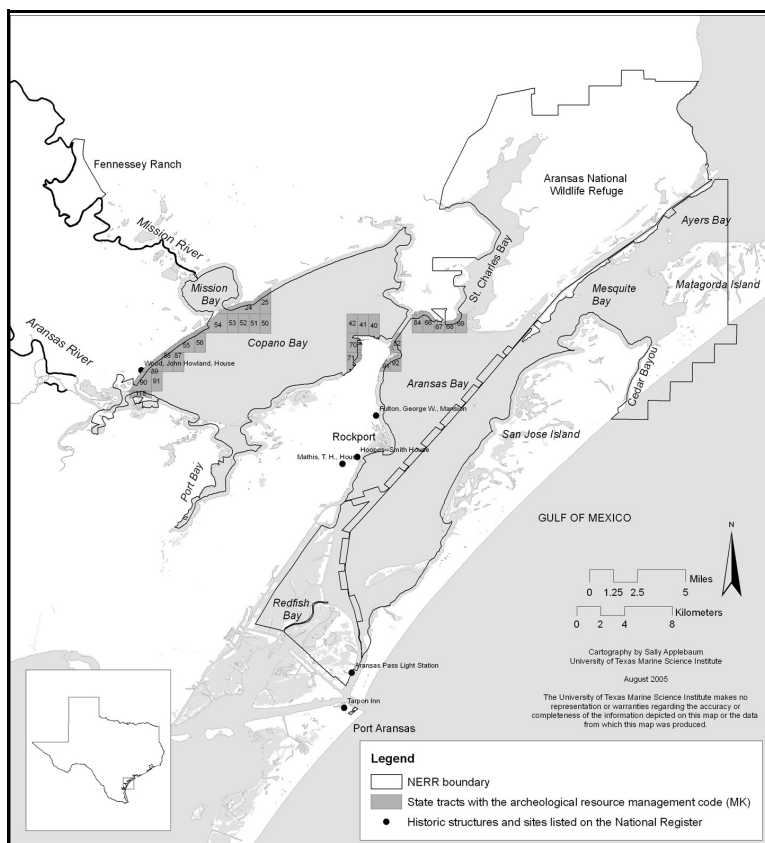 Fennessey Ranch
Aransas National
Wildlife Refuge
Mission River
St. Charles Bay
Ayers Bay
Mission
Bay
Mesquite
Bay
Matagorda Island
Aransas River
24
25
54
53
52
51
50
Copano Bay
42
41
40
84
66
67
68
69
55
56
70
71
92
Wood, John Howland, House
87
89
90
91
Aransas Bay
Cedar Bayou
Fulton, George W., Mansion
Rockport
Hoopes-Smith House
Mathis, T. H., House
San Jose Island
Port Bay
GULF OF MEXICO
N
Miles
0 1.25 2.5 5
Kilometers
0 2 4 8
Redfish
Bay
Cartography by Sally Applebaum
University of Texas Marine Science Institute
August 2005
The University of Texas Marine Science Institute makes no
representation or warranties regarding the accuracy or
completeness of the information depicted on this map or the data
from which this map was produced.
Aransas Pass Light Station
Tarpon Inn
Port Aransas
Legend
NERR boundary
State tracts with the archeological resource management code (MK)
Historic structures and sites listed on the National Register